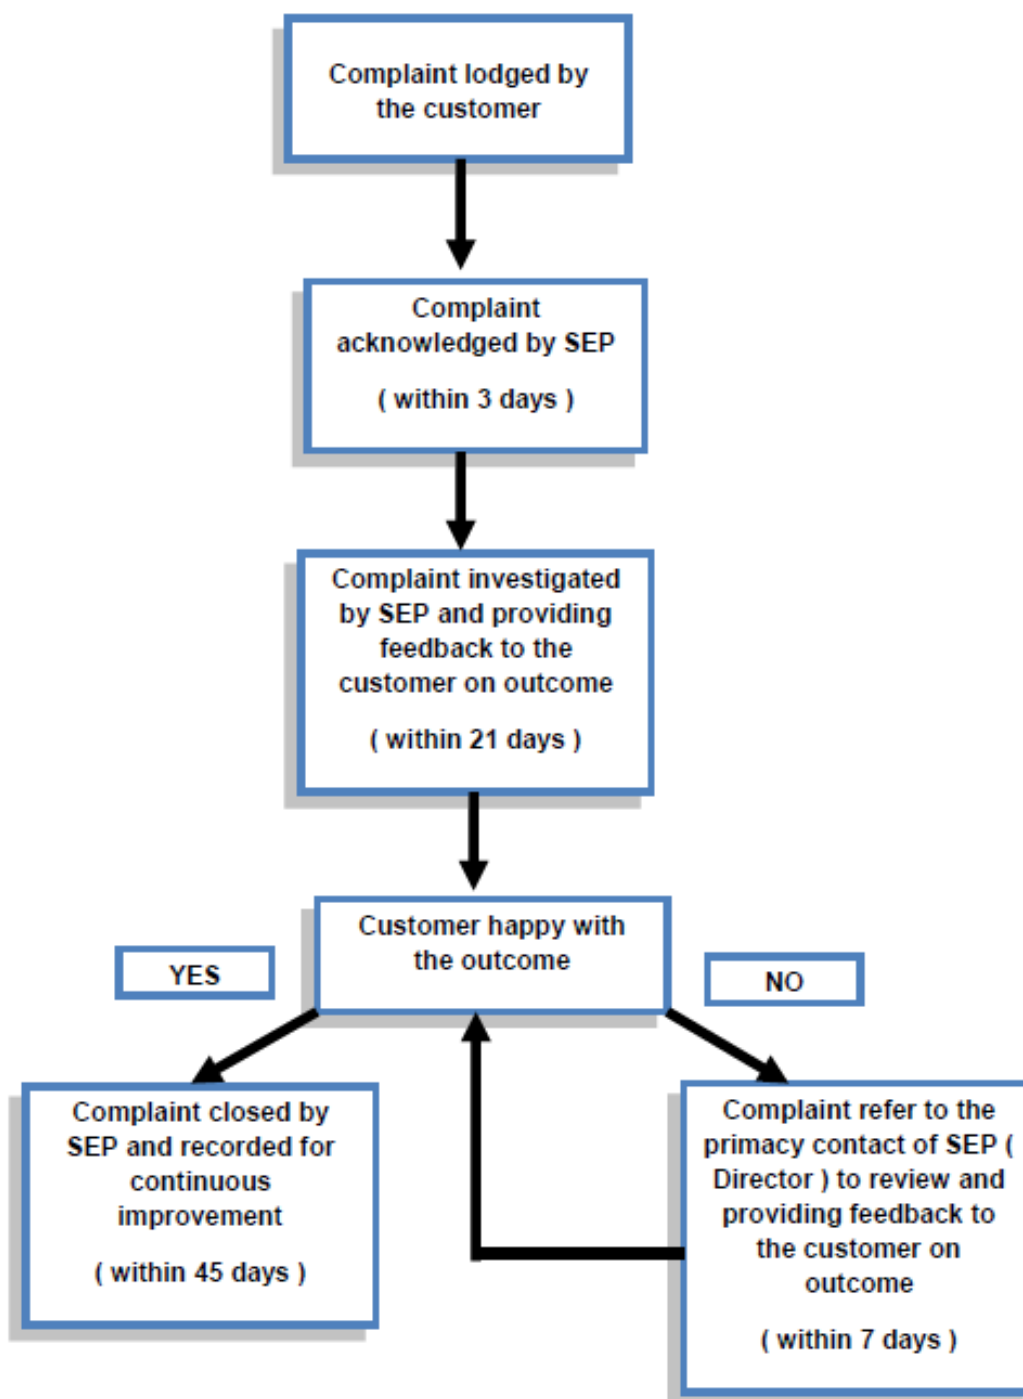 Complaint lodged by
the customer
Complaint
acknowledged by SEP
( within 3 days )
Complaint investigated
by SEP and providing
feedback to the
customer on outcome
( within 21 days )
Customer happy with
the outcome
YES
NO
Complaint closed by
SEP and recorded for
continuous
improvement
( within 45 days )
Complaint refer to the
primacy contact of SEP (
Director ) to review and
providing feedback to
the customer on
outcome
( within 7 days )